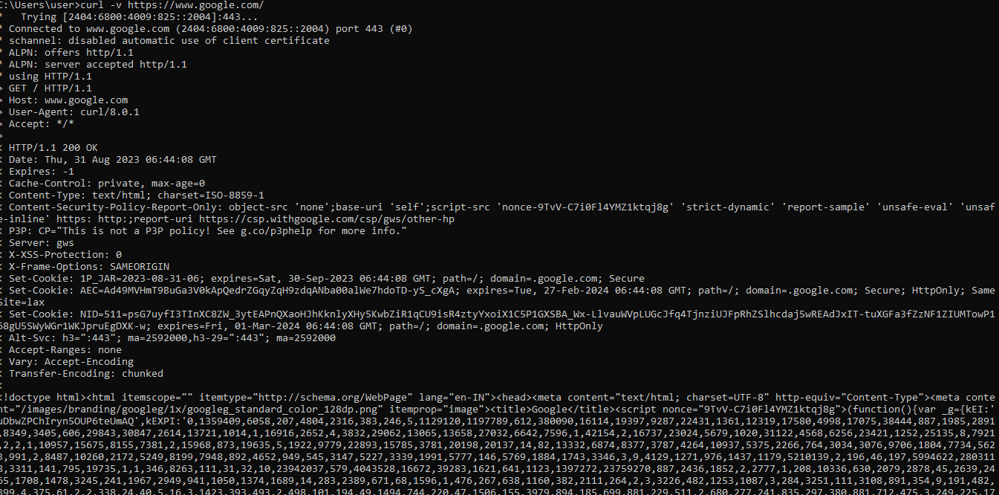 C:\Users\user>curl -v https://www.google.com/
*   Trying [2404:6800:4009:825::2004]:443...
* Connected to www.google.com (2404:6800:4009:825::2004) port 443 (#0)
* schannel: disabled automatic use of client certificate
* ALPN: offers http/1.1
* ALPN: server accepted http/1.1
* using HTTP/1.1
> GET / HTTP/1.1
> Host: www.google.com
> User-Agent: curl/8.0.1
> Accept: */*
>
< HTTP/1.1 200 OK
< Date: Thu, 31 Aug 2023 06:44:08 GMT
< Expires: -1
< Cache-Control: private, max-age=0
< Content-Type: text/html; charset=ISO-8859-1
< Content-Security-Policy-Report-Only: object-src 'none';base-uri 'self';script-src 'nonce-9TvV-C7i0Fl4YMZ1ktqj8g' 'strict-dynamic' 'report-sample' 'unsafe-eval' 'unsaf
e-inline' https: http:;report-uri https://csp.withgoogle.com/csp/gws/other-hp
< P3P: CP="This is not a P3P policy! See g.co/p3phelp for more info."
< Server: gws
< X-XSS-Protection: 0
< X-Frame-Options: SAMEORIGIN
< Set-Cookie: 1P_JAR=2023-08-31-06; expires=Sat, 30-Sep-2023 06:44:08 GMT; path=/; domain=.google.com; Secure
< Set-Cookie: AEC=Ad49MVHmT9BuGa3V0kApQedrZGqyZqH9zdqANba00alWe7hdoTD-yS_cXgA; expires=Tue, 27-Feb-2024 06:44:08 GMT; path=/; domain=.google.com; Secure; HttpOnly; Same
Site=lax
< Set-Cookie: NID=511=psG7uyfI3TInXC8ZW_3ytEAPnQXaoHJhKknlyXHy5KwbZiR1qCU9isR4ztyYxoiX1C5P1GXSBA_Wx-LlvauWVpLUGcJfq4TjnziUJFpRhZSlhcdaj5wREAdJxIT-tuXGFa3fZzNF1ZIUMTowP1
68gU5SWyWGr1WKJpruEgDXK-w; expires=Fri, 01-Mar-2024 06:44:08 GMT; path=/; domain=.google.com; HttpOnly
< Alt-Svc: h3=":443"; ma=2592000,h3-29=":443"; ma=2592000
< Accept-Ranges: none
< Vary: Accept-Encoding
< Transfer-Encoding: chunked
<
<!doctype html><html itemscope="" itemtype="http://schema.org/WebPage" lang="en-IN"><head><meta content="text/html; charset=UTF-8" http-equiv="Content-Type"><meta conte
nt="/images/branding/googleg/1x/googleg_standard_color_128dp.png" itemprop="image"><title>Google</title><script nonce="9TvV-C7i0Fl4YMZ1ktqj8g">(function(){var _g={kEI:'
uDbwZPChIryn5OUP6teUmAQ',kEXPI:'0,1359409,6058,207,4804,2316,383,246,5,1129120,1197789,612,380090,16114,19397,9287,22431,1361,12319,17580,4998,17075,38444,887,1985,2891
,8349,3405,606,29843,30847,2614,13721,1014,1,16916,2652,4,3832,29062,13065,13658,27032,6642,7596,1,42154,2,16737,23024,5679,1020,31122,4568,6256,23421,1252,25135,8,7921
,2,2,1,10957,15675,8155,7381,2,15968,873,19635,5,1922,9779,22893,15785,3781,20198,20137,14,82,13332,6874,8377,3787,4264,10937,5375,2266,764,3034,3076,9706,1804,7734,562
,991,2,8487,10260,2172,5249,8199,7948,892,4652,949,545,3147,5227,3339,1991,5777,146,5769,1884,1743,3346,3,9,4129,1271,976,1437,1179,5210139,2,196,46,197,5994622,280311
,3311,141,795,19735,1,1,346,8263,111,31,32,10,23942037,579,4043528,16672,39283,1621,641,1123,1397272,23759270,887,2436,1852,2,2777,1,208,10336,630,2079,2878,45,2639,24
65,1708,1478,3245,241,1967,2949,941,1050,1374,1689,14,283,2389,671,68,1596,1,476,267,638,1160,382,2111,264,2,3,3226,482,1253,1087,3,284,3251,111,3108,891,354,9,191,482,
399,4,375,61,2,2,338,24,40,5,16,3,1423,393,493,2,498,101,194,49,1494,744,220,47,1506,155,3979,894,185,699,881,229,511,2,680,277,241,835,297,380,881,712,475,3,248,225,17